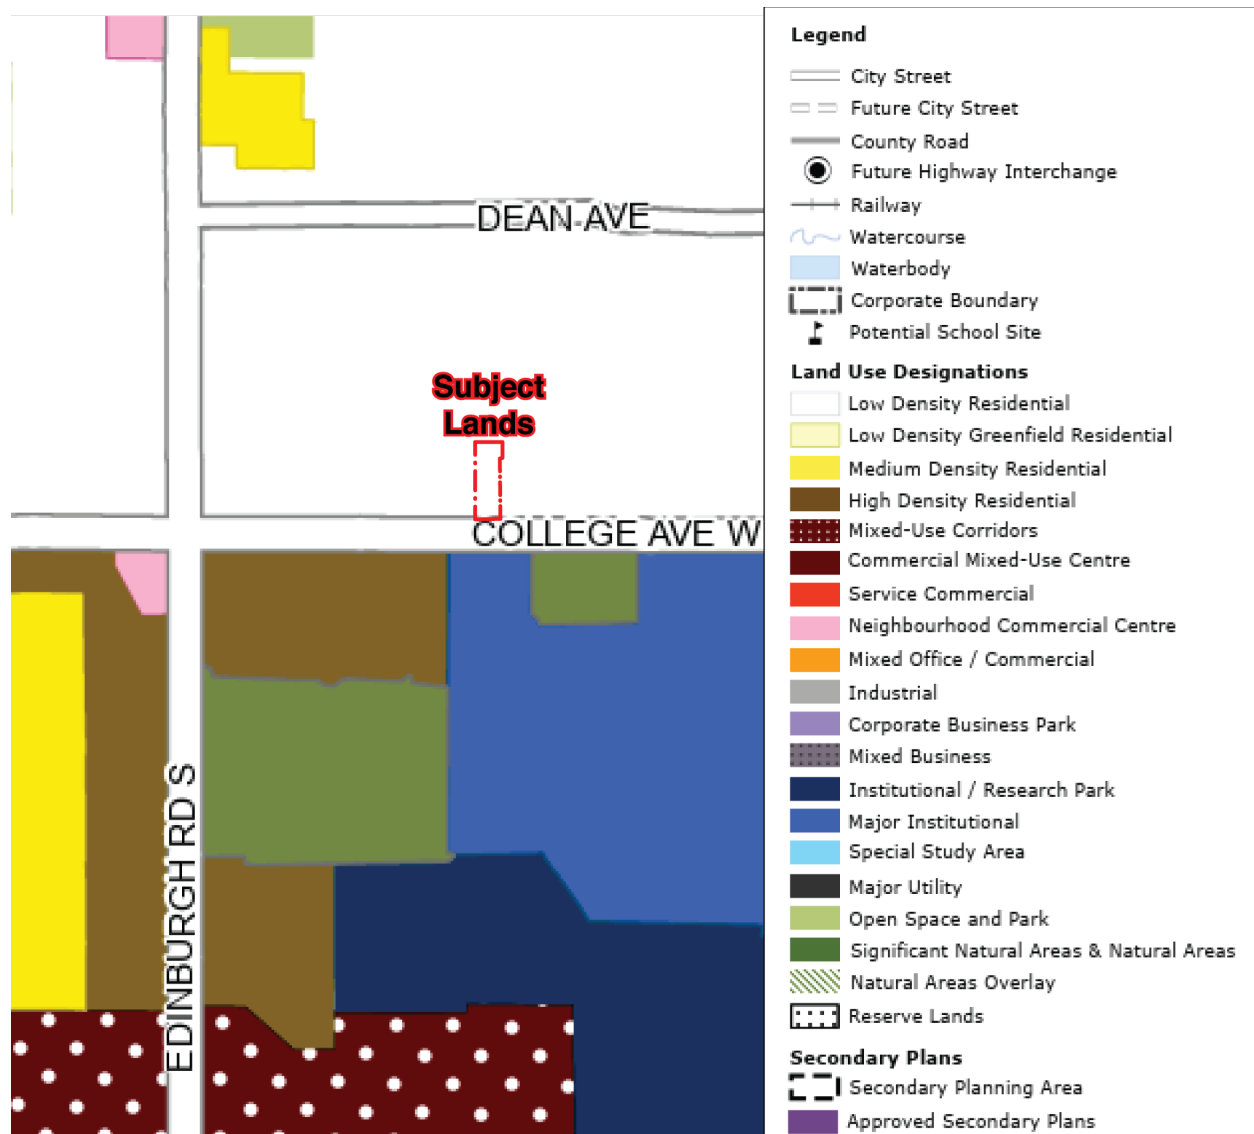 DEAN AVE
Subject
Lands
COLLEGE AVE W
EDINBURGH RD S
Legend
City Street
Future City Street
County Road
Future Highway Interchange
Railway
Watercourse
Waterbody
Corporate Boundary
Potential School Site
Land Use Designations
Low Density Residential
Low Density Greenfield Residential
Medium Density Residential
High Density Residential
Mixed-Use Corridors
Commercial Mixed-Use Centre
Service Commercial
Neighbourhood Commercial Centre
Mixed Office / Commercial
Industrial
Corporate Business Park
Mixed Business
Institutional / Research Park
Major Institutional
Special Study Area
Major Utility
Open Space and Park
Significant Natural Areas & Natural Areas
Natural Areas Overlay
Reserve Lands
Secondary Plans
Secondary Planning Area
Approved Secondary Plans